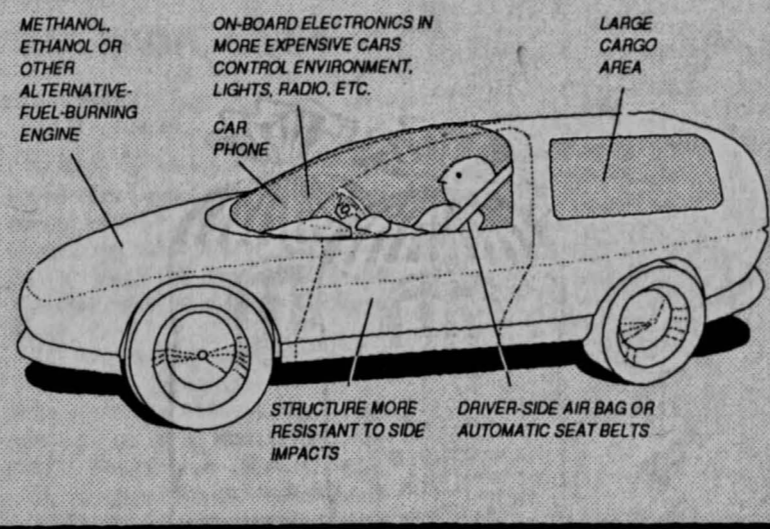 METHANOL,
ETHANOL OR
OTHER
ALTERNATIVE-
FUEL-BURNING
ENGINE
ON-BOARD ELECTRONICS IN
MORE EXPENSIVE CARS
CONTROL ENVIRONMENT,
LIGHTS, RADIO, ETC.
CAR
PHONE
LARGE
CARGO
AREA
STRUCTURE MORE
RESISTANT TO SIDE
IMPACTS
DRIVER-SIDE AIR BAG OR
AUTOMATIC SEAT BELTS